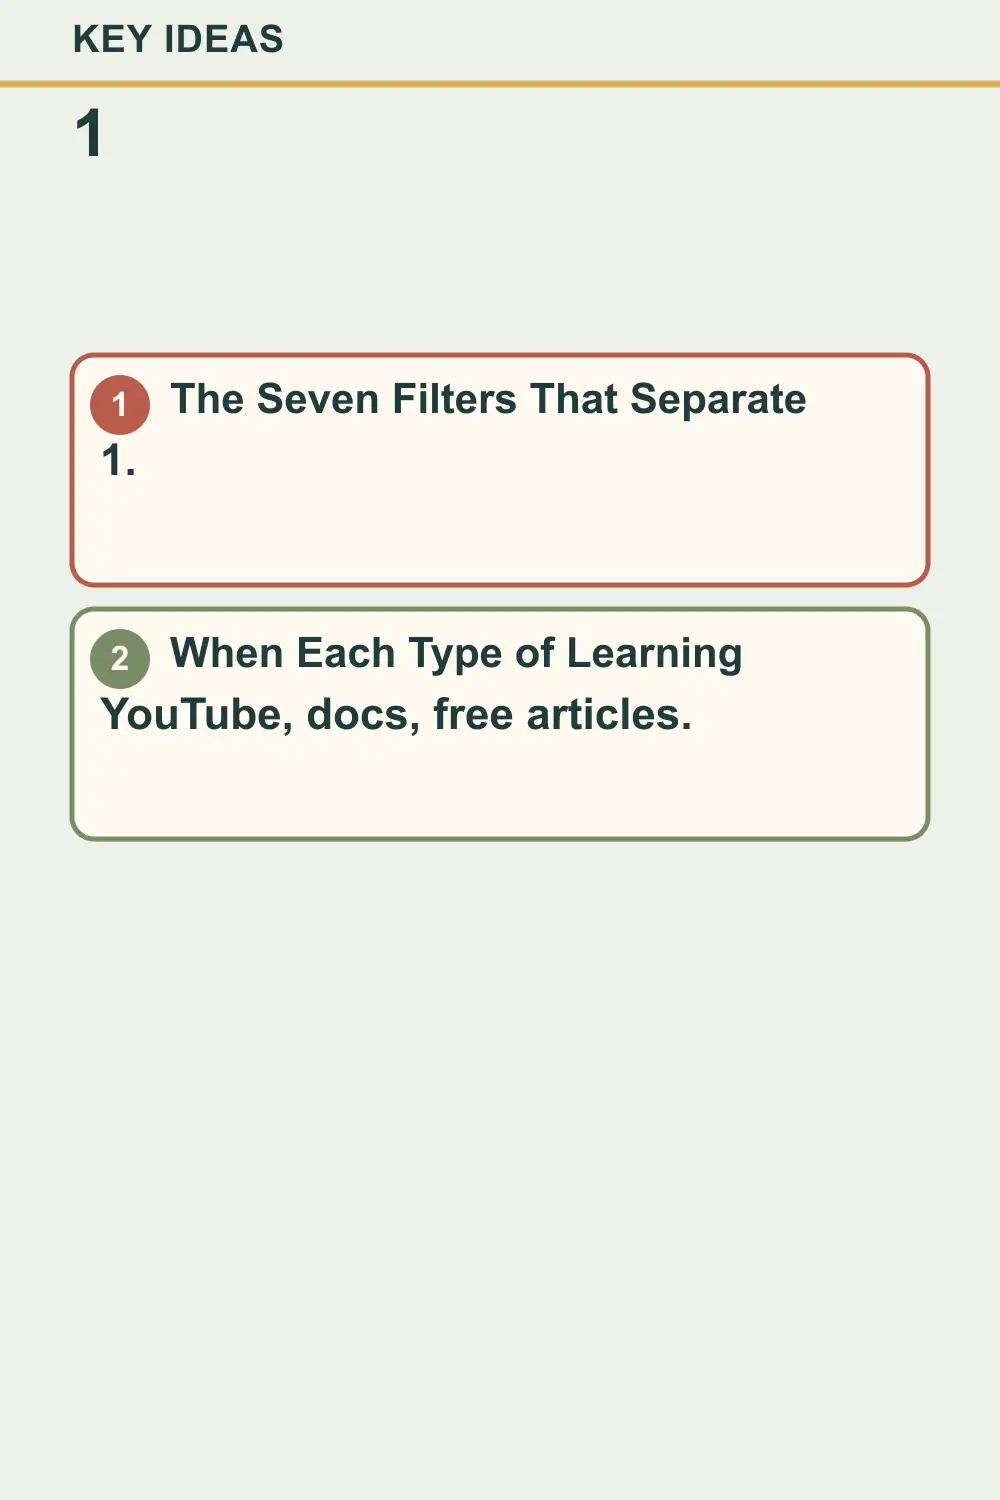 KEY IDEAS
1
1 The Seven Filters That Separate
1.
2 When Each Type of Learning
YouTube, docs, free articles.